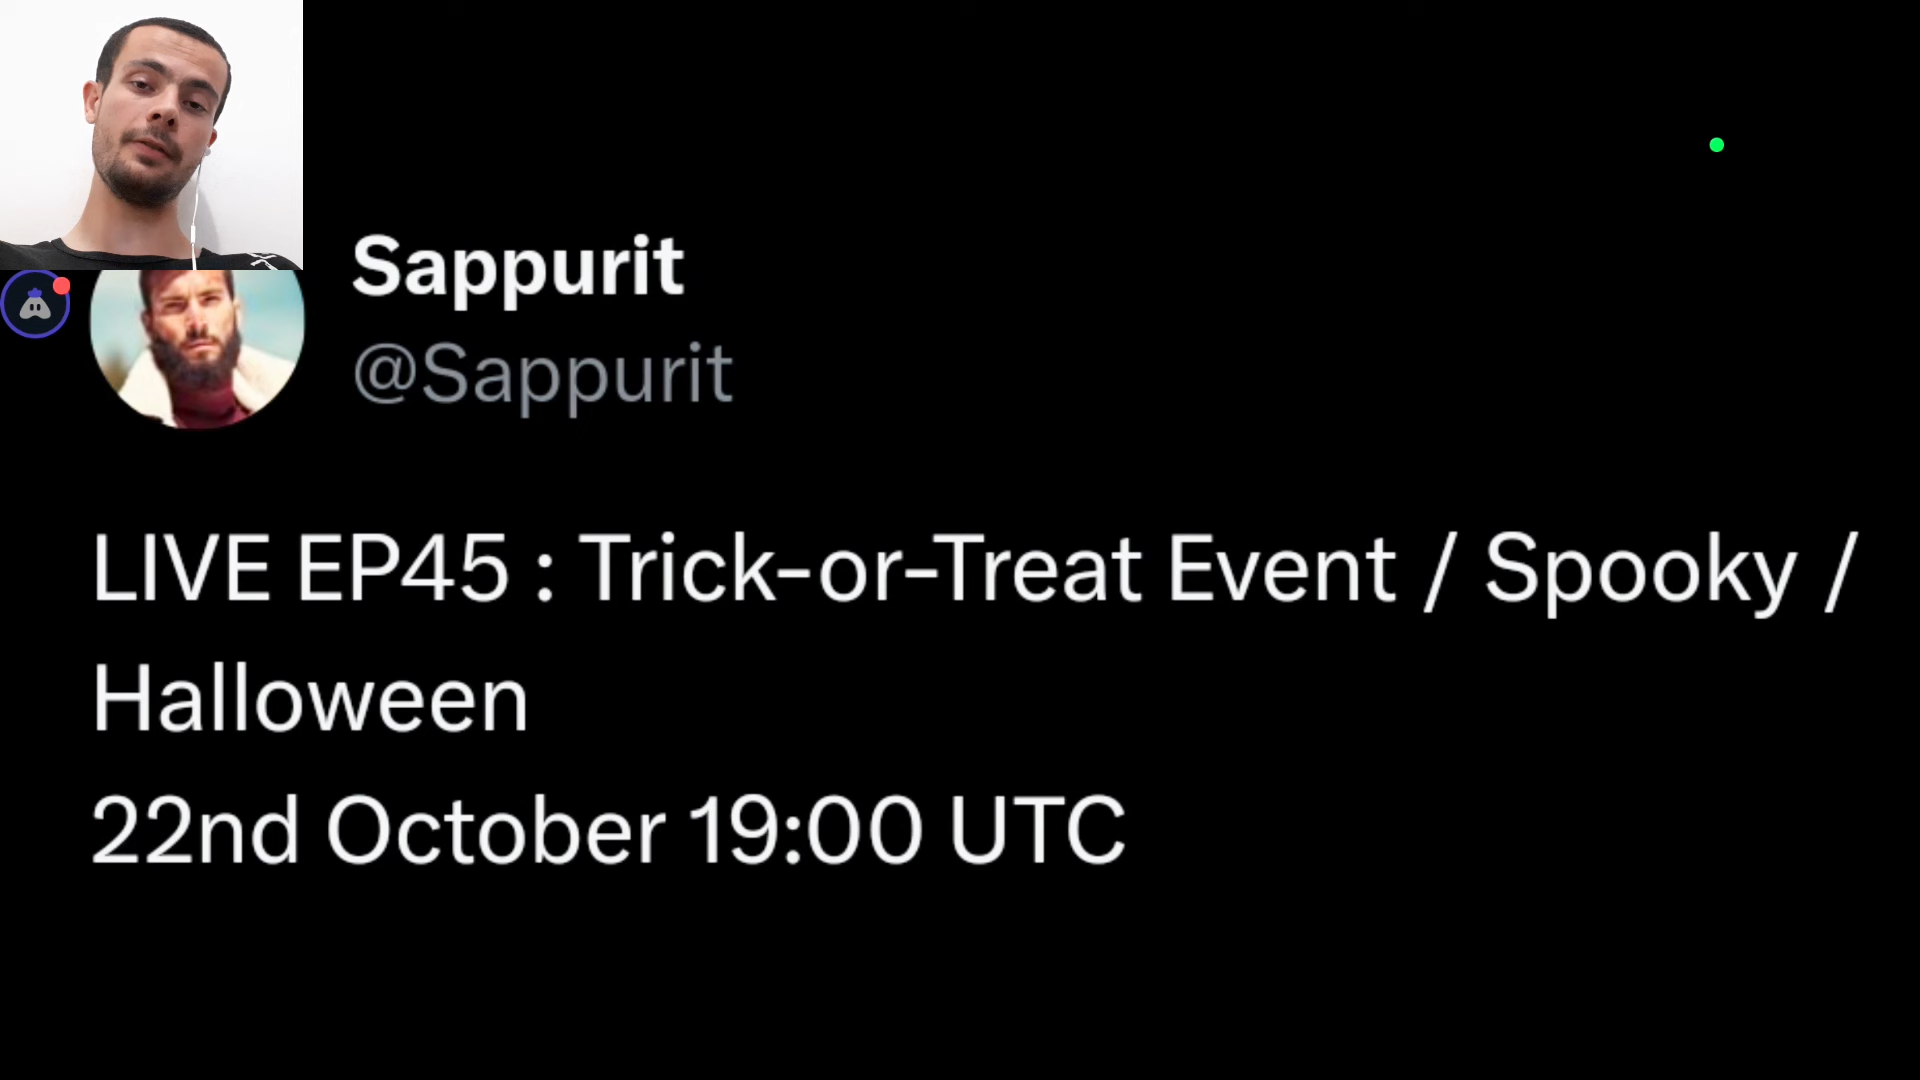 Sappurit
@Sappurit
LIVE EP45 : Trick-or-Treat Event / Spooky /
Halloween
22nd October 19:00 UTC